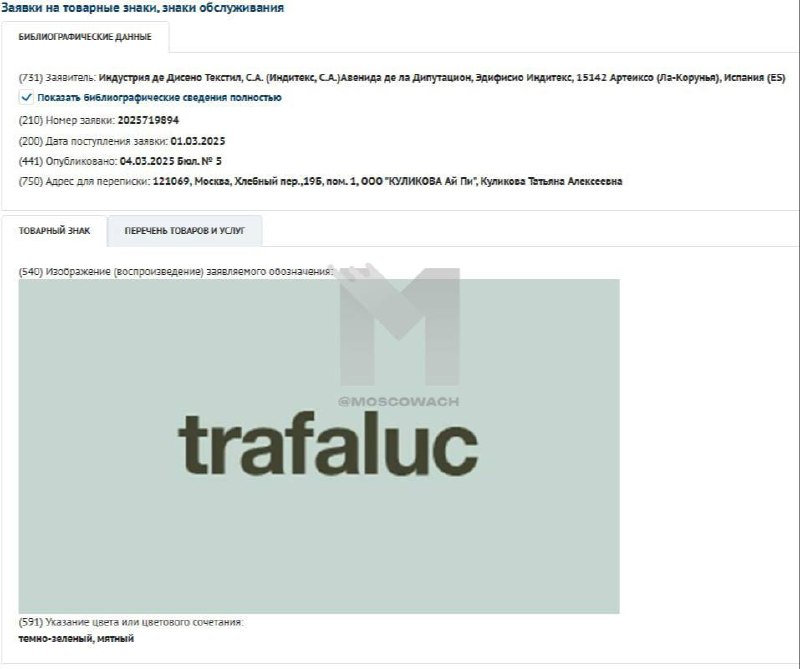 Заявки на товарные знаки, знаки обслуживания
БИБЛИОГРАФИЧЕСКИЕ ДАННЫЕ
(731) Заявитель: Индустрия де Дисено Текстил, С.А. (Индитекс, С.А.)Авенида де ла Дипутацион, Эдифисио Индитекс, 15142 Артеиксо (Ла-Корунья), Испания (ES)
Показать библиографические сведения полностью
(210) Номер заявки: 2025719894
(200) Дата поступления заявки: 01.03.2025
(441) Опубликовано: 04.03.2025 Бюл. № 5
(750) Адрес для переписки: 121069, Москва, Хлебный пер.,19Б, пом. 1, ООО "КУЛИКОВА Ай Пи", Куликова Татьяна Алексеевна
ТОВАРНЫЙ ЗНАК ПЕРЕЧЕНЬ ТОВАРОВ И УСЛУГ
(540) Изображение (воспроизведение) заявляемого обозначения:
M
@MOSCOWACH
trafaluc
(591) Указание цвета или цветового сочетания:
темно-зеленый, мятный